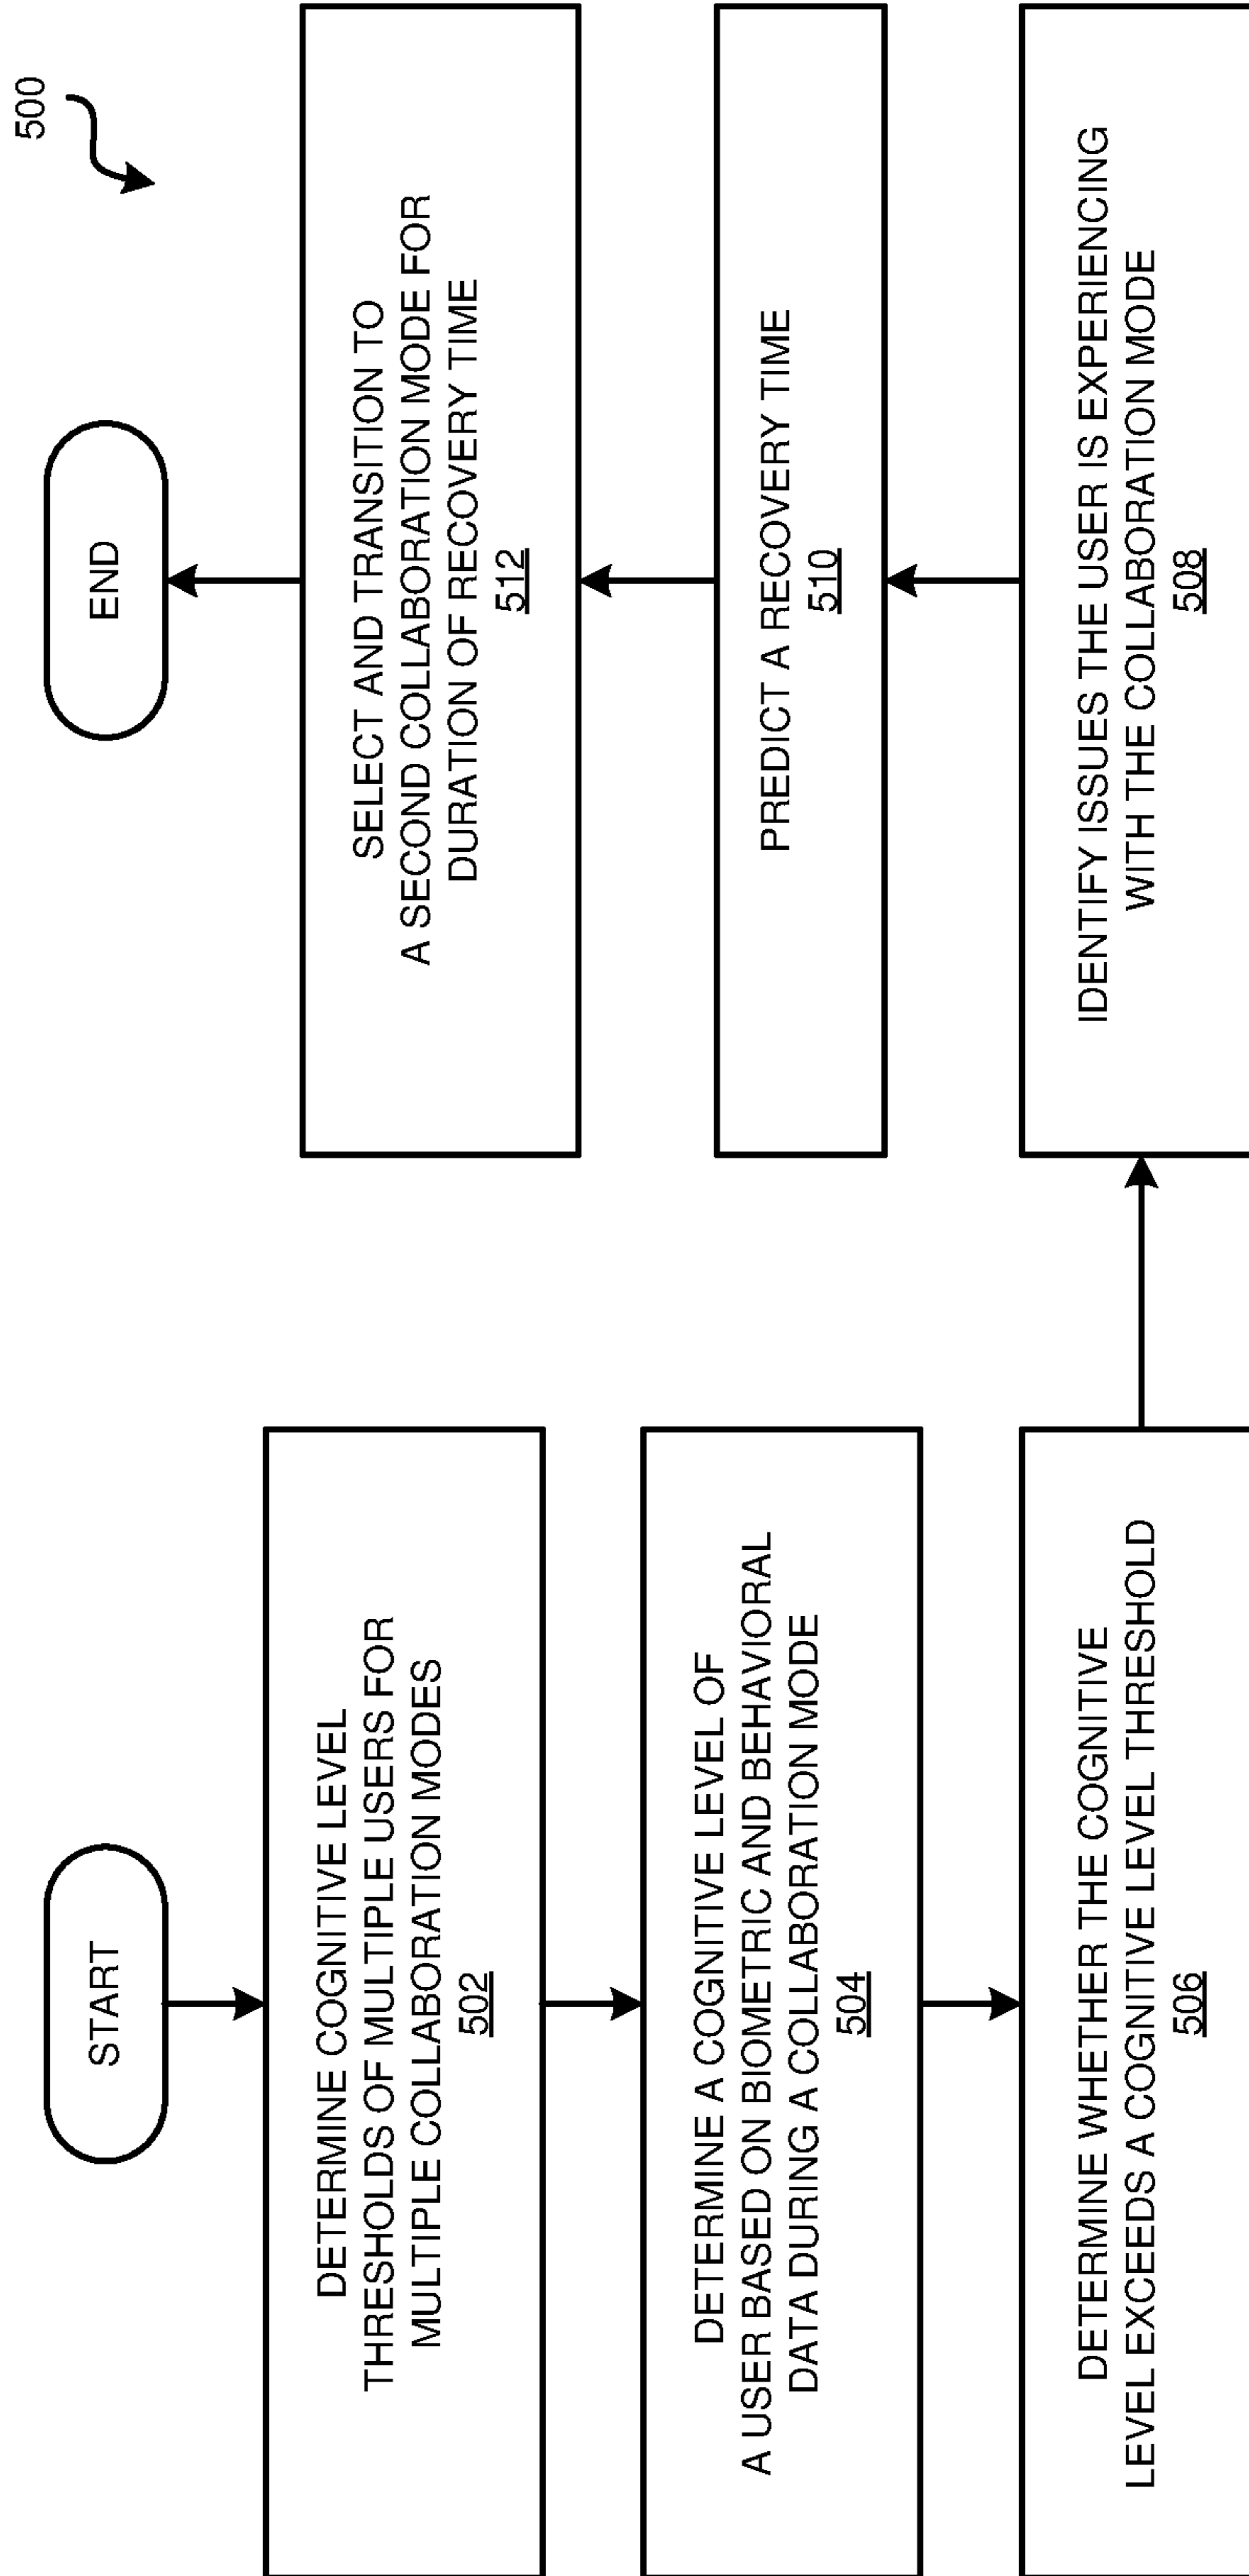 500
START
DETERMINE COGNITIVE LEVEL
THRESHOLDS OF MULTIPLE USERS FOR
MULTIPLE COLLABORATION MODES
502
DETERMINE A COGNITIVE LEVEL OF
A USER BASED ON BIOMETRIC AND BEHAVIORAL
DATA DURING A COLLABORATION MODE
504
DETERMINE WHETHER THE COGNITIVE
LEVEL EXCEEDS A COGNITIVE LEVEL THRESHOLD
506
IDENTIFY ISSUES THE USER IS EXPERIENCING
WITH THE COLLABORATION MODE
508
PREDICT A RECOVERY TIME
510
SELECT AND TRANSITION TO
A SECOND COLLABORATION MODE FOR
DURATION OF RECOVERY TIME
512
END